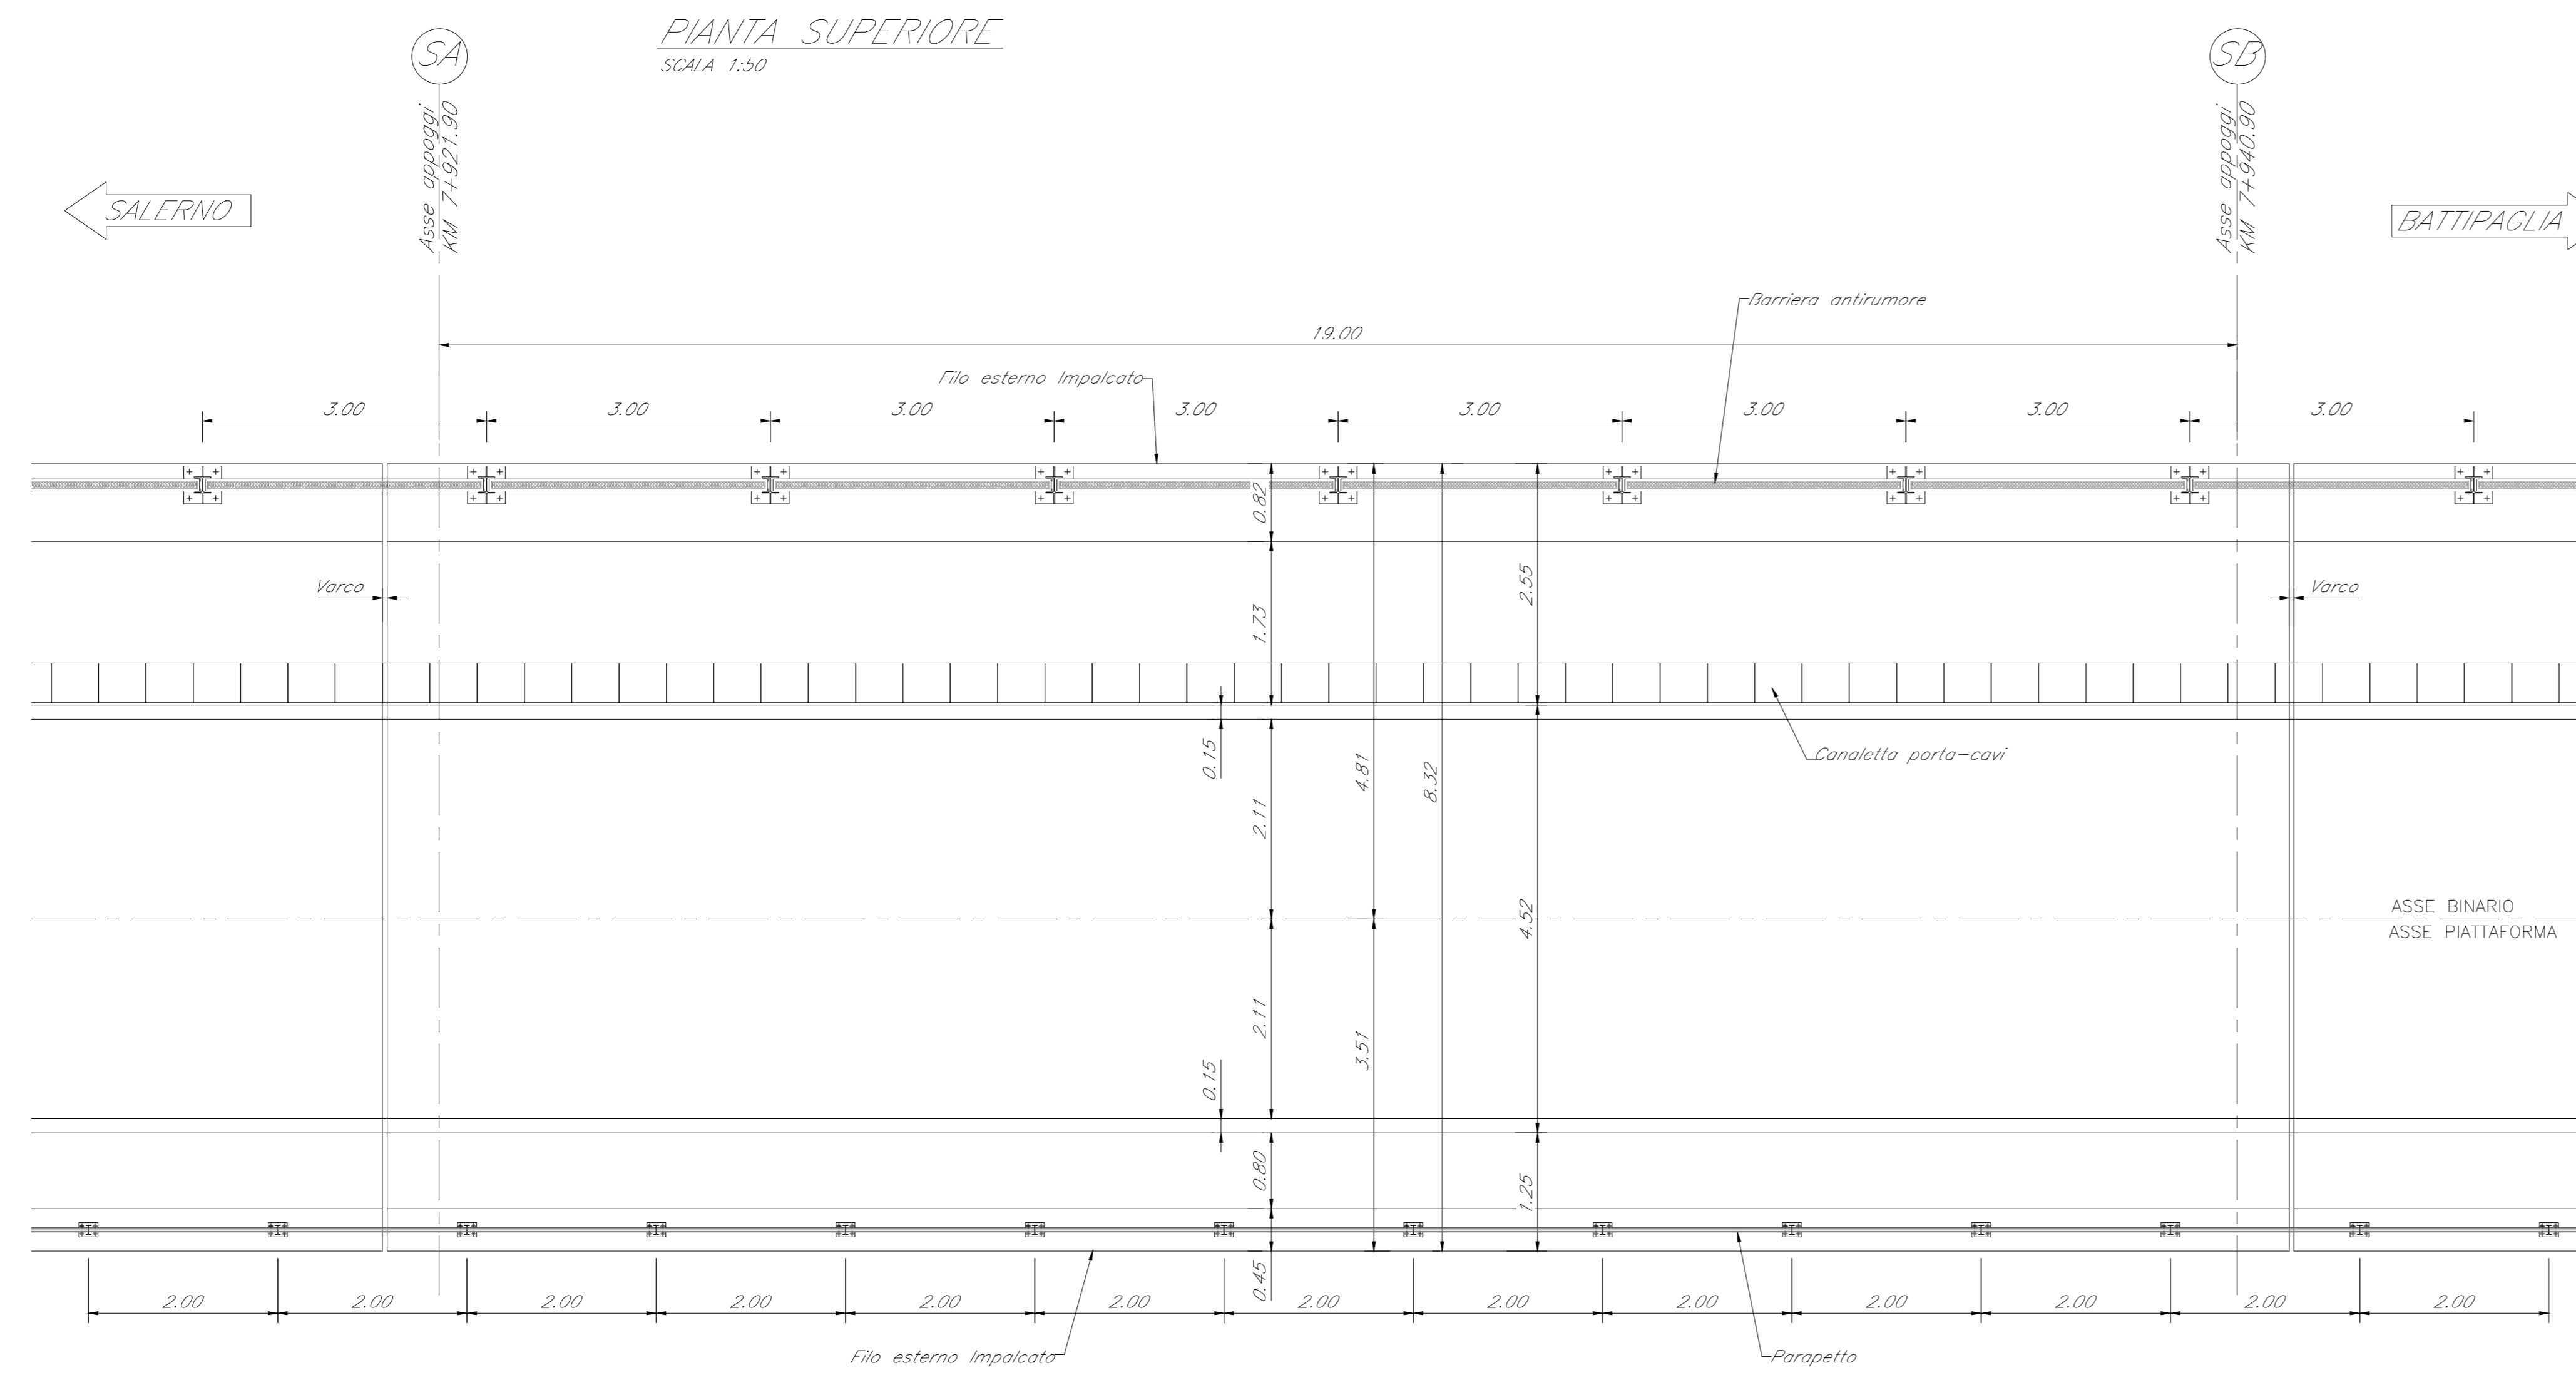 PIANTA SUPERIORE
SCALA 1:50
SA
SB
Asse appoggi
KM 7+921.90
Asse appoggi
KM 7+940.90
SALERNO
BATTIPAGLIA
Barriera antirumore
19.00
Filo esterno Impalcato
3.00
3.00
3.00
3.00
3.00
3.00
3.00
3.00
0.82
2.55
Varco
Varco
1.73
0.15
4.81
8.32
Canaletta porta-cavi
2.11
4.52
ASSE BINARIO
ASSE PIATTAFORMA
2.11
3.51
0.15
0.80
1.25
0.45
2.00
2.00
2.00
2.00
2.00
2.00
2.00
2.00
2.00
2.00
2.00
2.00
2.00
Filo esterno Impalcato
Parapetto